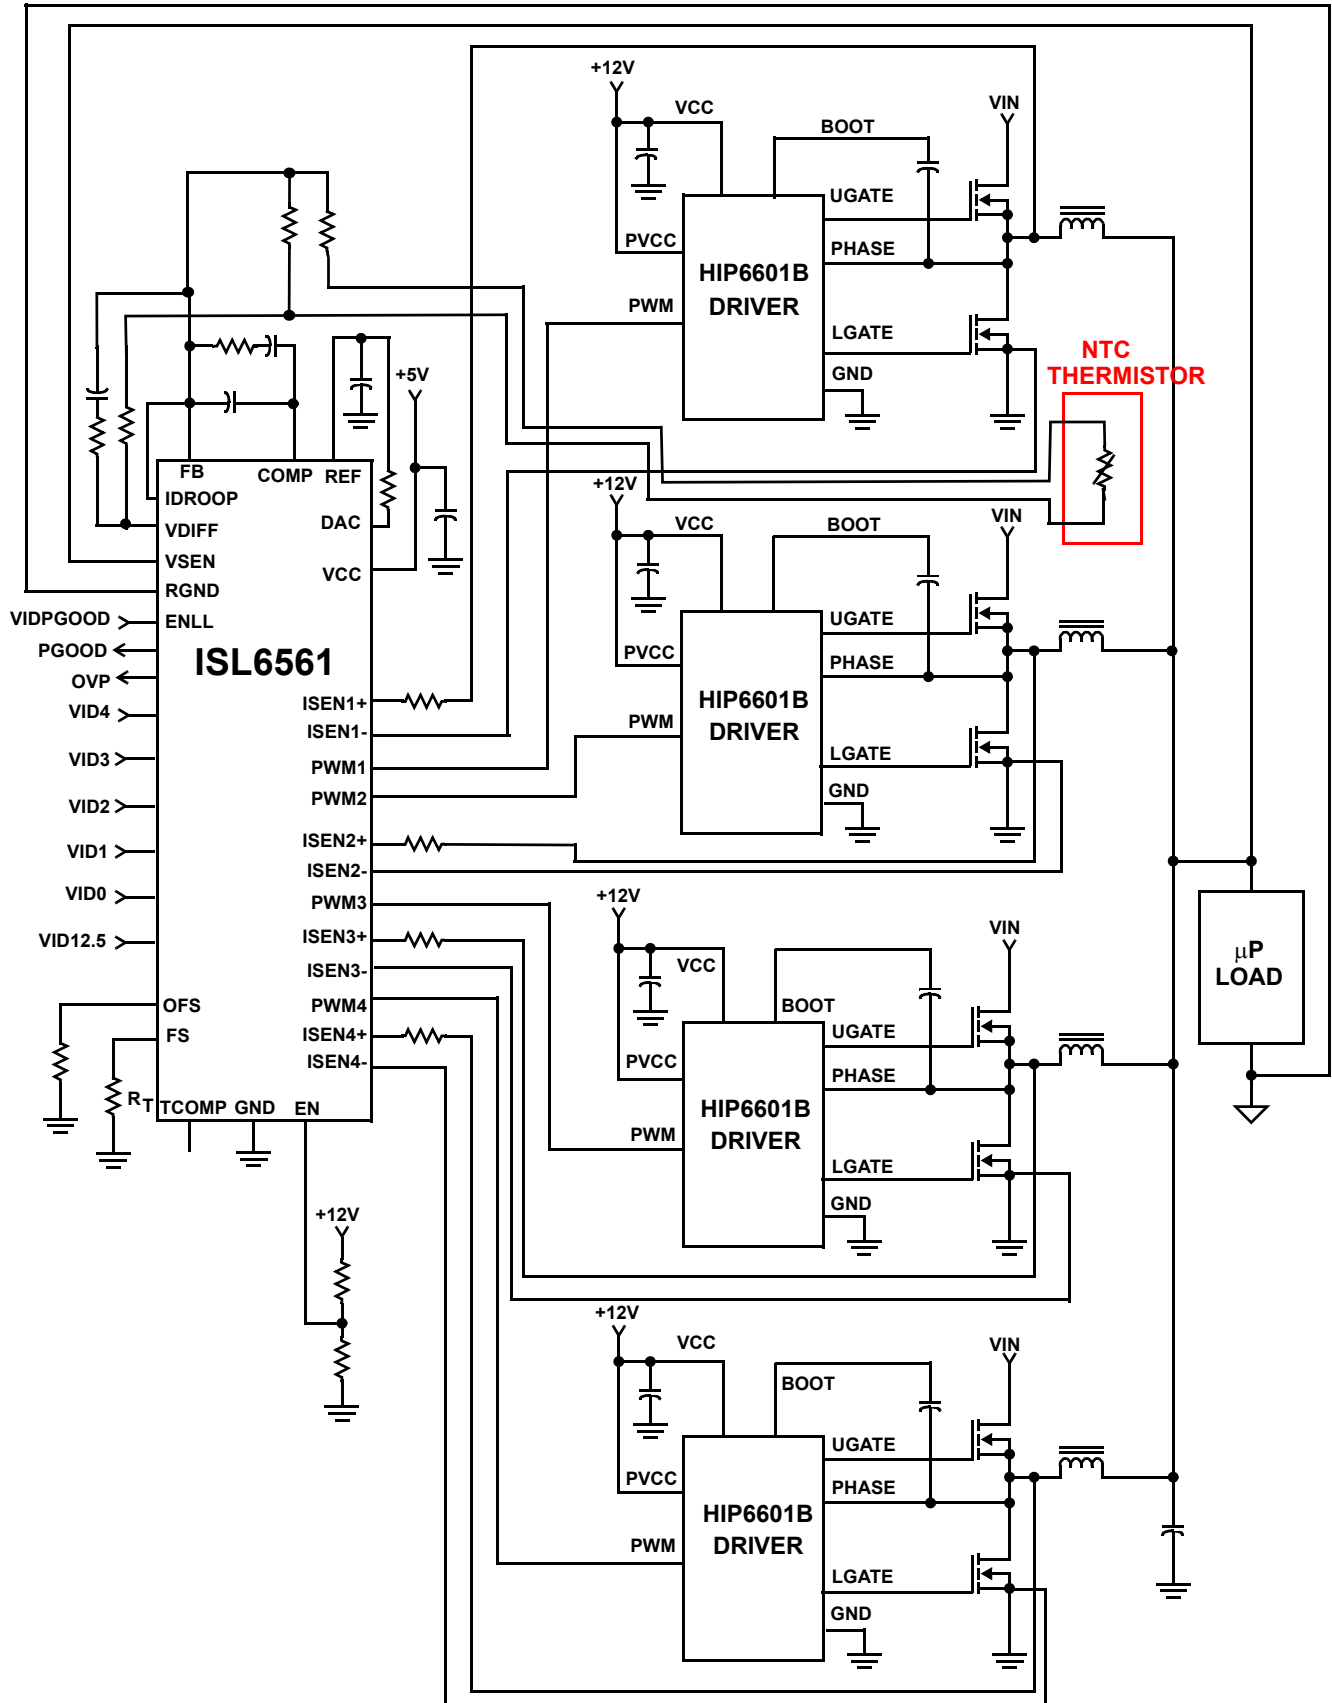 +12V
VCC
VIN
BOOT
UGATE
PVCC
PHASE
HIP6601B
DRIVER
PWM
LGATE
GND
NTC
THERMISTOR
+5V
FB
COMP
REF
IDROOP
DAC
VDIFF
VSEN
VCC
RGND
VIDPGOOD
ENLL
PGOOD
OVP
ISL6561
VID4
VID3
VID2
VID1
VID0
VID12.5
ISEN1+
ISEN1-
PWM1
PWM2
ISEN2+
ISEN2-
PWM3
ISEN3+
ISEN3-
PWM4
ISEN4+
ISEN4-
OFS
FS
RT
TCOMP
GND
EN
+12V
+12V
VCC
BOOT
VIN
UGATE
PVCC
PHASE
HIP6601B
DRIVER
PWM
LGATE
GND
+12V
VCC
BOOT
VIN
UGATE
PVCC
PHASE
HIP6601B
DRIVER
PWM
LGATE
GND
μP
LOAD
+12V
VCC
BOOT
VIN
UGATE
PVCC
PHASE
HIP6601B
DRIVER
PWM
LGATE
GND